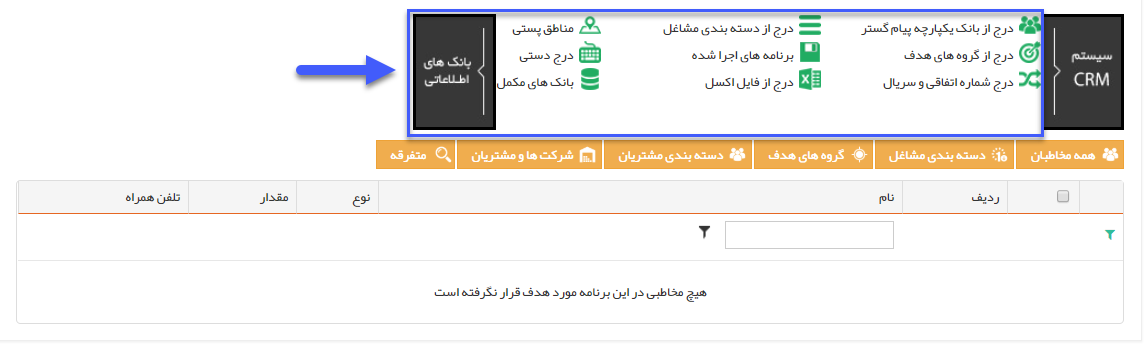 سیستم
CRM
درج از بانک یکپارچه پیام گستر
درج از گروه های هدف
درج شماره اتفاقی و سریال
درج از دسته بندی مشاغل
برنامه های اجرا شده
درج از فایل اکسل
مناطق پستی
درج دستی
بانک های مکمل
بانک های
اطلاعاتی
همه مخاطبان
دسته بندی مشاغل
گروه های هدف
دسته بندی مشتریان
شرکت ها و مشتریان
متفرقه
ردیف نام نوع مقدار تلفن همراه
هیچ مخاطبی در این برنامه مورد هدف قرار نگرفته است